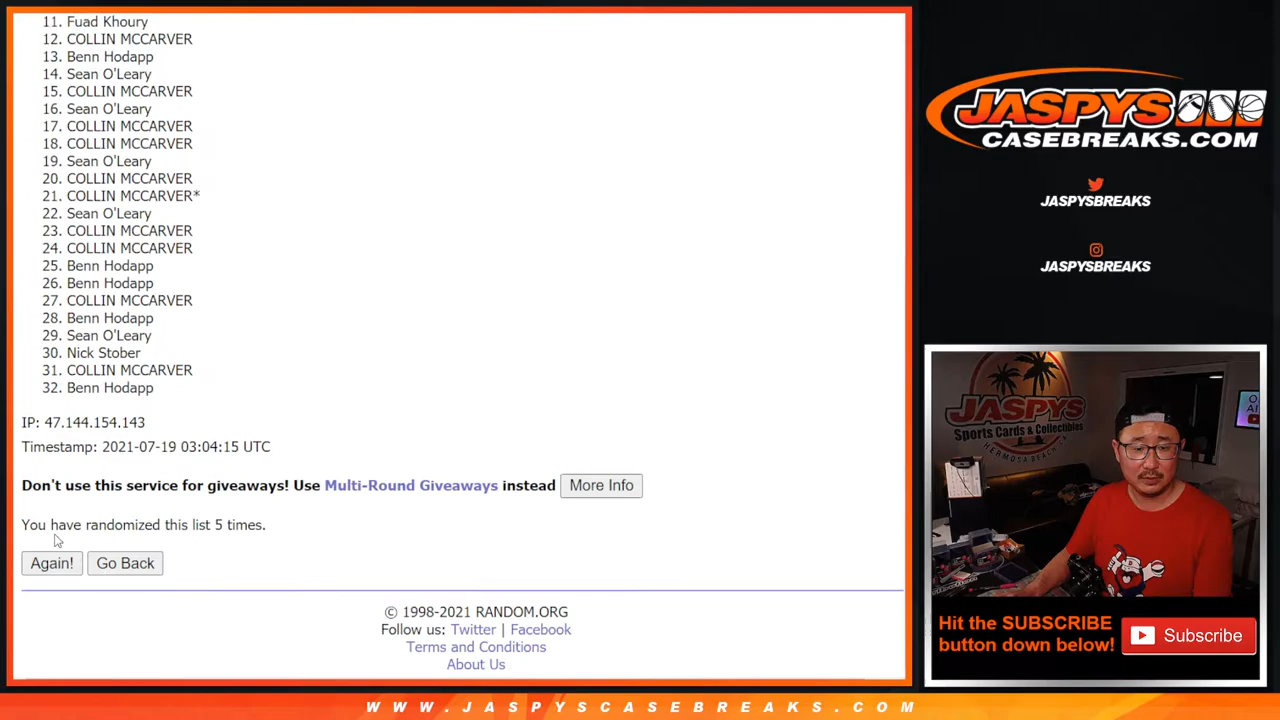 11. Fuad Khoury
12. COLLIN MCCARVER
13. Benn Hodapp
14. Sean O'Leary
15. COLLIN MCCARVER
16. Sean O'Leary
17. COLLIN MCCARVER
18. COLLIN MCCARVER
19. Sean O'Leary
20. COLLIN MCCARVER
21. COLLIN MCCARVER*
22. Sean O'Leary
23. COLLIN MCCARVER
24. COLLIN MCCARVER
25. Benn Hodapp
26. Benn Hodapp
27. COLLIN MCCARVER
28. Benn Hodapp
29. Sean O'Leary
30. Nick Stober
31. COLLIN MCCARVER
32. Benn Hodapp
IP: 47.144.154.143
Timestamp: 2021-07-19 03:04:15 UTC
Don't use this service for giveaways! Use Multi-Round Giveaways instead More Info
You have randomized this list 5 times.
Again! Go Back
© 1998-2021 RANDOM.ORG
Follow us: Twitter | Facebook
Terms and Conditions
About Us
JASPYS
CASEBREAKS.COM
JASPYSBREAKS
JASPYSBREAKS
JASPYS
Sports Cards & Collectibles
HERMOSA BEACH, CA
Hit the SUBSCRIBE
button down below!
Subscribe
WWW.JASPYSCASEBREAKS.COM